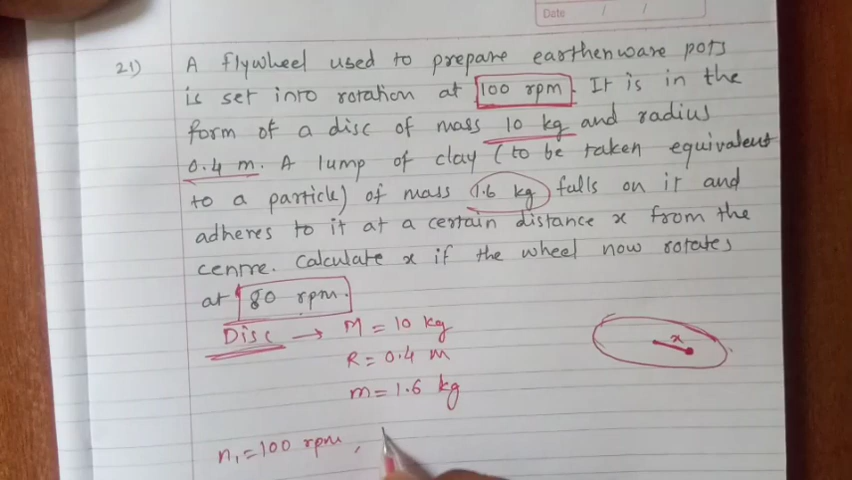 Date / /
21) A flywheel used to prepare earthenware pots
is set into rotation at 100 rpm. It is in the
form of a disc of mass 10 kg and radius
0.4 m. A lump of clay (to be taken equivalent
to a particle) of mass 1.6 kg falls on it and
adheres to it at a certain distance x from the
centre. Calculate x if the wheel now rotates
at 80 rpm.
Disc → M = 10 kg
R = 0.4 m
m = 1.6 kg
x
n₁ = 100 rpm,